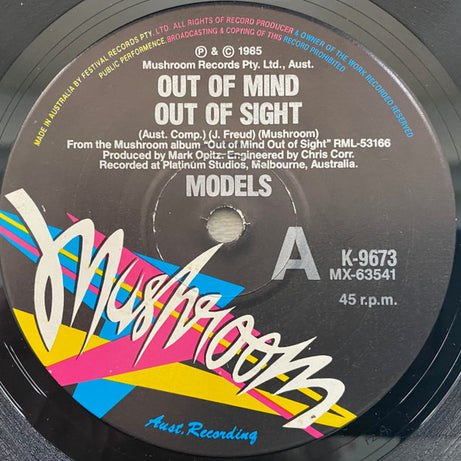 MADE IN AUSTRALIA BY FESTIVAL RECORDS PTY. LTD. ALL RIGHTS OF RECORD PRODUCER & OWNER OF THE WORK RECORDED RESERVED
PUBLIC PERFORMANCE, BROADCASTING & COPYING OF THIS RECORD PROHIBITED
Ⓟ & © 1985
Mushroom Records Pty. Ltd., Aust.
OUT OF MIND
OUT OF SIGHT
(Aust. Comp.) (J. Freud) (Mushroom)
From the Mushroom album "Out of Mind Out of Sight" RML-53166
Produced by Mark Opitz. Engineered by Chris Corr.
Recorded at Platinum Studios, Melbourne, Australia.
MODELS
A
K-9673
MX-63541
45 r.p.m.
Mushroom
Aust. Recording